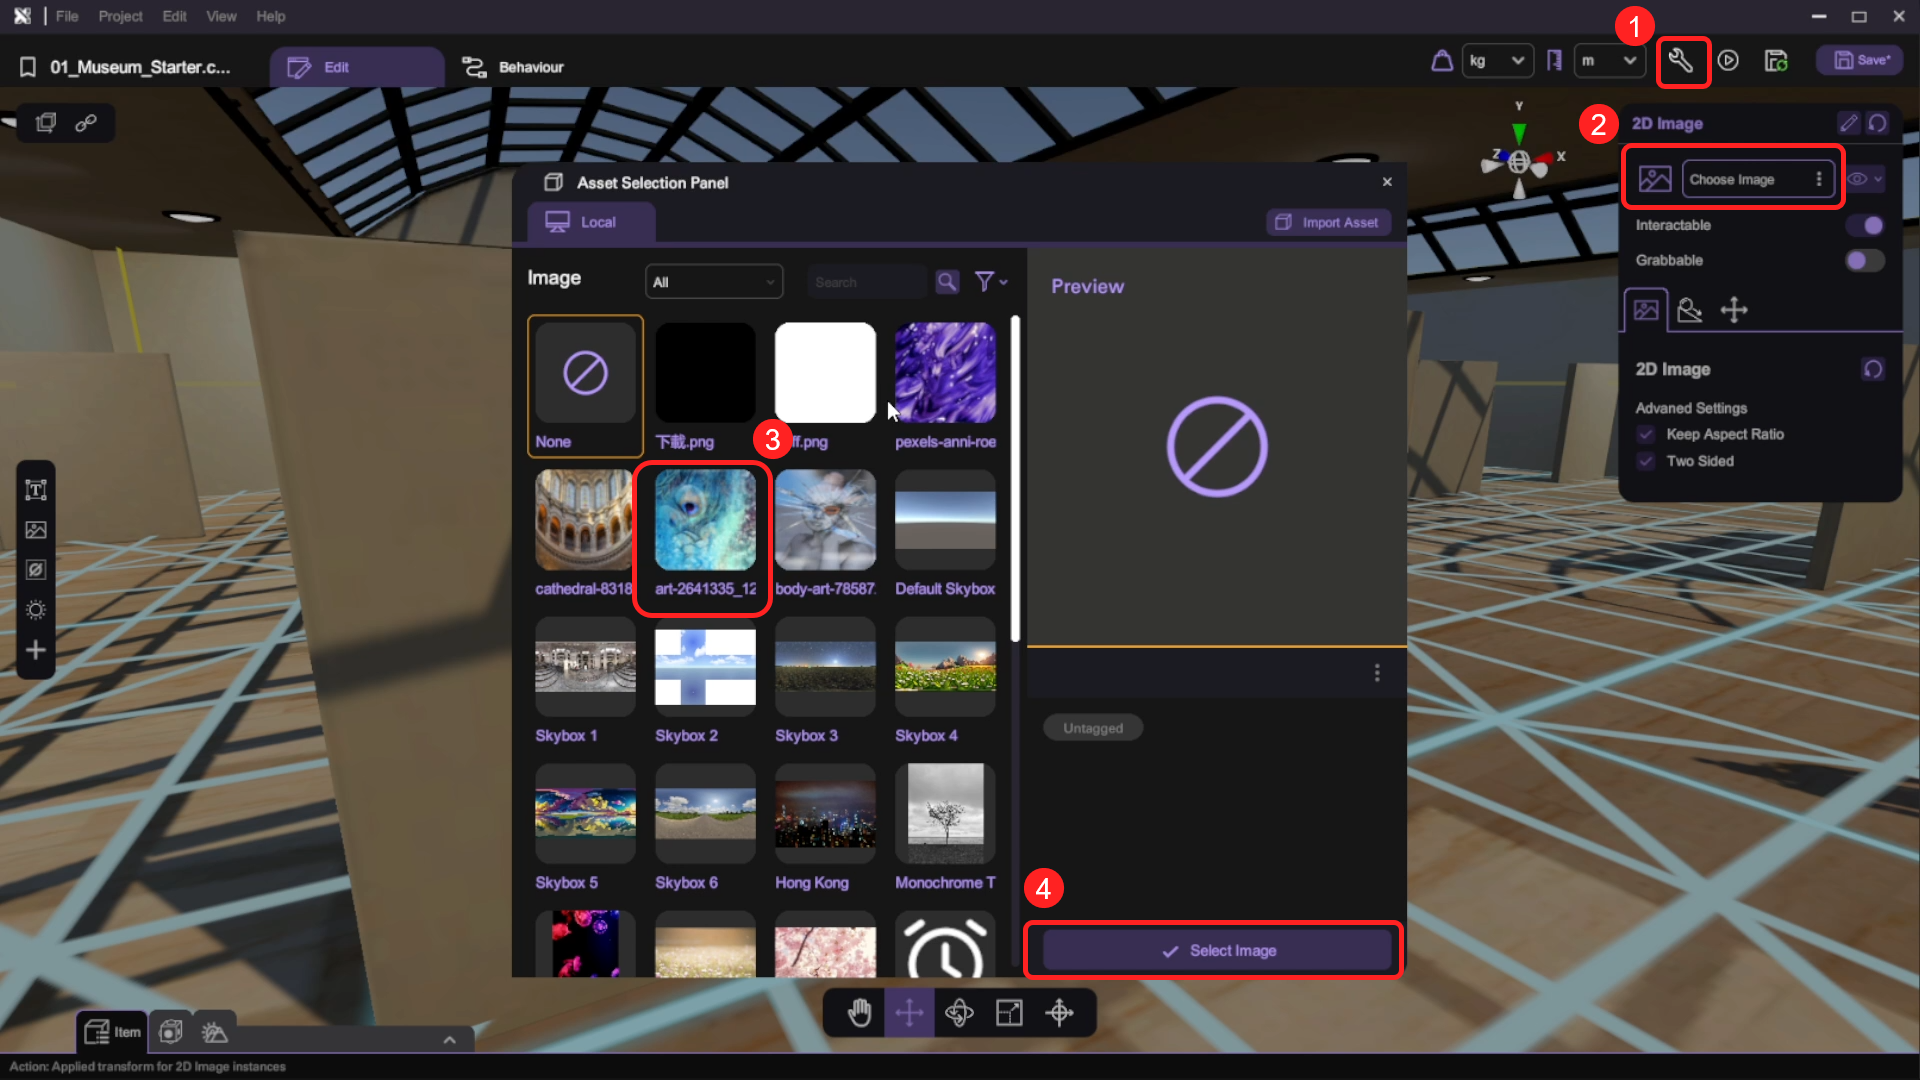 File Project Edit View Help
1
01_Museum_Starter.c...
Edit
Behaviour
kg
m
Save*
Y
Z
X
2
2D Image
Choose Image
Interactable
Grabbable
2D Image
Advaned Settings
Keep Aspect Ratio
Two Sided
Asset Selection Panel
Local
Import Asset
Image
All
Search
Preview
None
下載.png
3
ff.png
pexels-anni-roe
cathedral-8318
art-2641335_12
body-art-78587.
Default Skybox
Skybox 1
Skybox 2
Skybox 3
Skybox 4
Untagged
Skybox 5
Skybox 6
Hong Kong
Monochrome T
4
Select Image
Item
Action: Applied transform for 2D Image instances